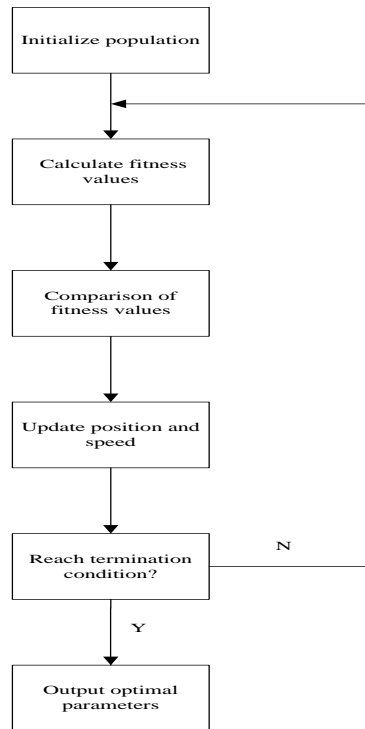 Initialize population
Calculate fitness
values
Comparison of
fitness values
Update position and
speed
Reach termination
condition?
N
Y
Output optimal
parameters